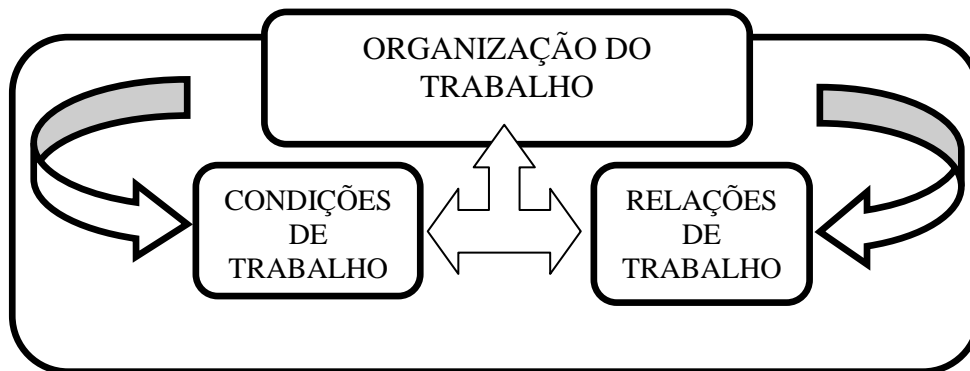 ORGANIZAÇÃO DO
TRABALHO
CONDIÇÕES
DE
TRABALHO
RELAÇÕES
DE
TRABALHO